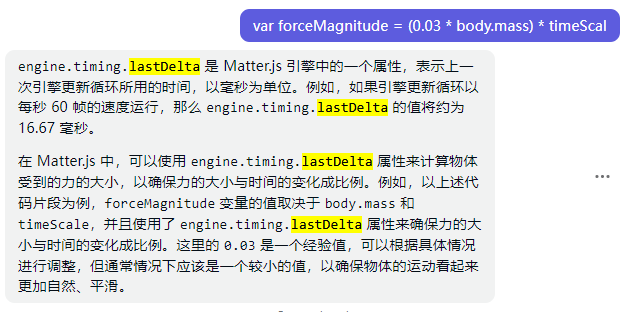 var forceMagnitude = (0.03 * body.mass) * timeScal
engine.timing.lastDelta 是 Matter.js 引擎中的一个属性，表示上一
次引擎更新循环所用的时间，以毫秒为单位。例如，如果引擎更新循环以
每秒 60 帧的速度运行，那么 engine.timing.lastDelta 的值将约为
16.67 毫秒。
在 Matter.js 中，可以使用 engine.timing.lastDelta 属性来计算物体
受到的力的大小，以确保力的大小与时间的变化成比例。例如，以上述代
码片段为例，forceMagnitude 变量的值取决于 body.mass 和
timeScale，并且使用了 engine.timing.lastDelta 属性来确保力的大
小与时间的变化成比例。这里的 0.03 是一个经验值，可以根据具体情况
进行调整，但通常情况下应该是一个较小的值，以确保物体的运动看起来
更加自然、平滑。